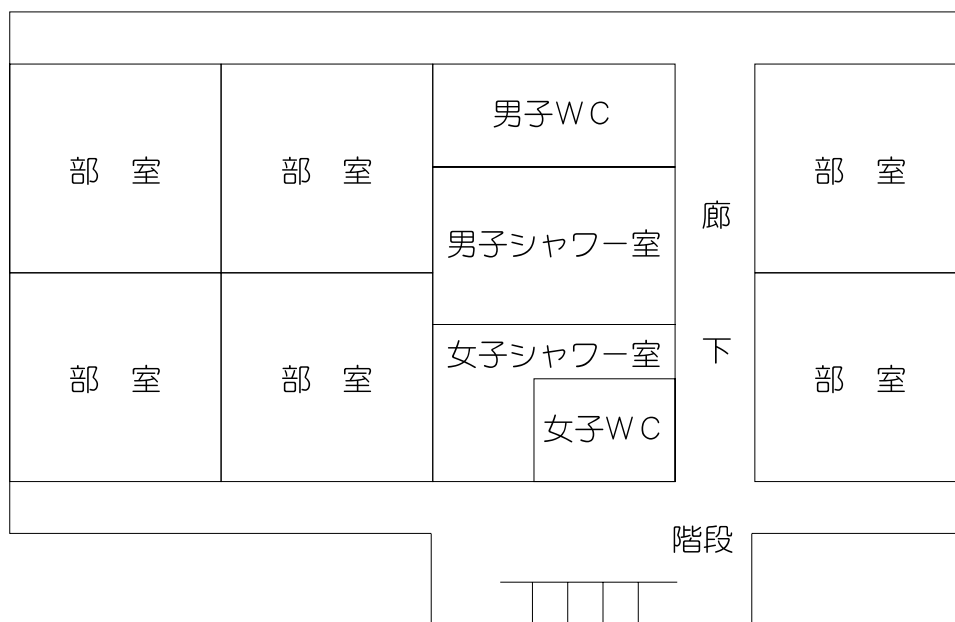 男子ＷＣ
部　室
部　室
部　室
廊
男子シャワー室
女子シャワー室
下
部　室
部　室
部　室
女子ＷＣ
階段